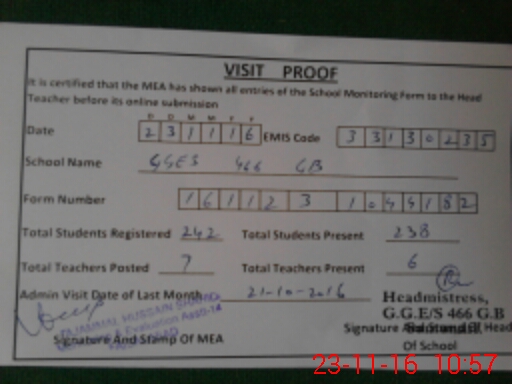 VISIT PROOF
It is certified that the MEA has shown all entries of the School Monitoring Form to the Head
Teacher before its online submission
D D M M Y Y
Date 2 3 1 1 1 6 EMIS Code 3 3 1 3 0 2 3 5
School Name GGES 466 GB
Form Number 1 6 1 1 2 3 1 0 4 4 1 8 2
Total Students Registered 242 Total Students Present 238
Total Teachers Posted 7 Total Teachers Present 6
Admin Visit Date of Last Month 21-10-2016
Headmistress,
G.G.E/S 466 G.B
HUSSAIN
& Evaluation
Signature And Stamp Of MEA Signature And Stamp Of Head
Of School
23-11-16 10:57